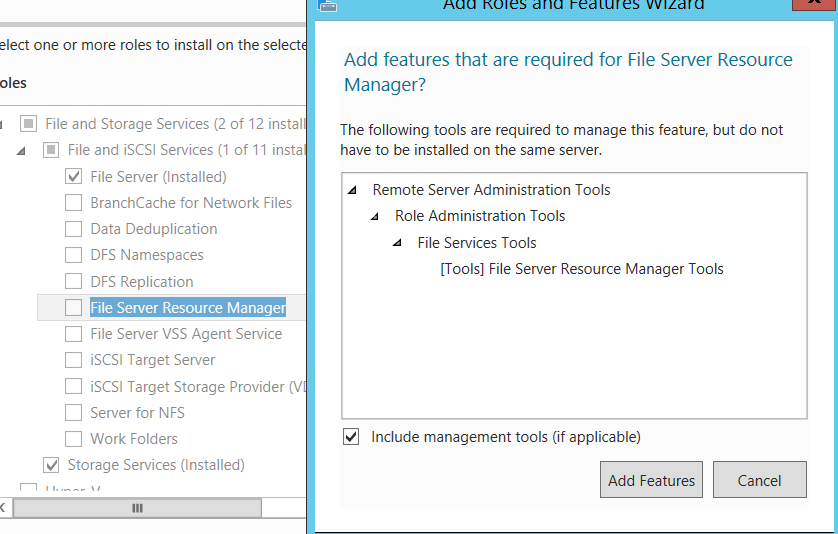 Add Roles and Features Wizard
elect one or more roles to install on the selecte
oles
File and Storage Services (2 of 12 install
File and iSCSI Services (1 of 11 instal
File Server (Installed)
BranchCache for Network Files
Data Deduplication
DFS Namespaces
DFS Replication
File Server Resource Manager
File Server VSS Agent Service
iSCSI Target Server
iSCSI Target Storage Provider (VD
Server for NFS
Work Folders
Storage Services (Installed)
Hyper-V
Add features that are required for File Server Resource
Manager?
The following tools are required to manage this feature, but do not
have to be installed on the same server.
Remote Server Administration Tools
Role Administration Tools
File Services Tools
[Tools] File Server Resource Manager Tools
Include management tools (if applicable)
Add Features
Cancel